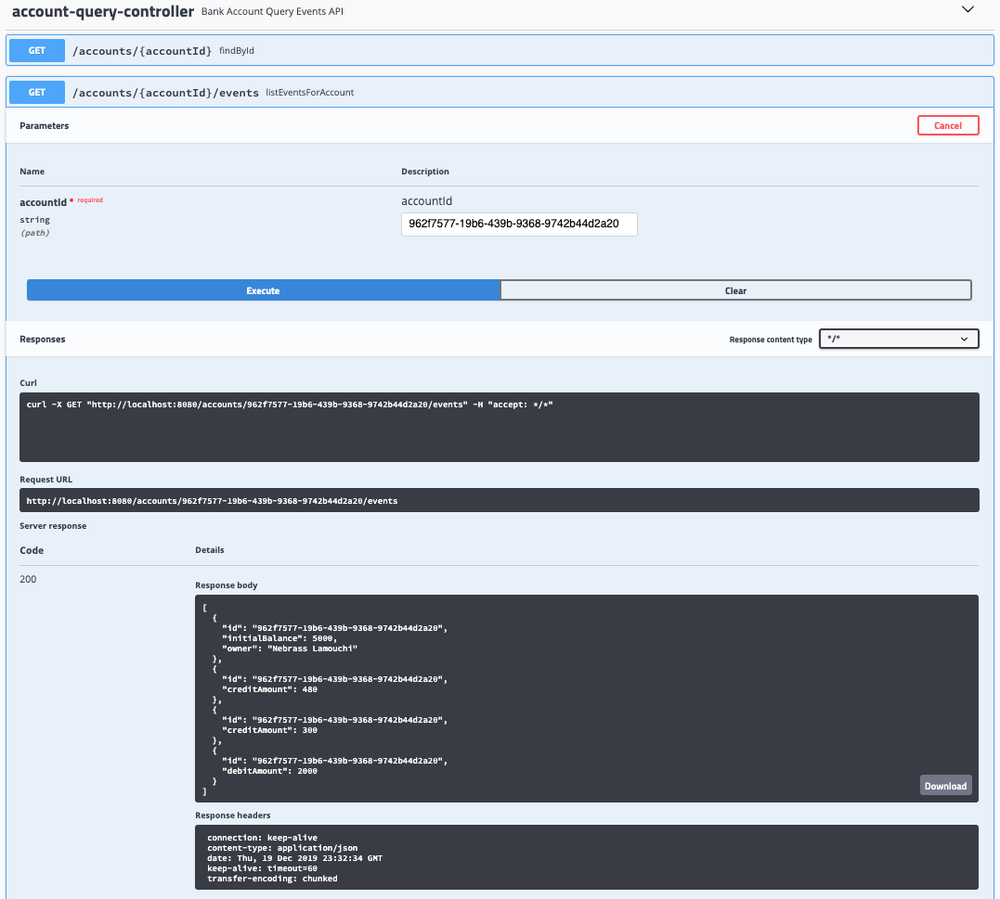 account-query-controller Bank Account Query Events API
GET /accounts/{accountId} findById
GET /accounts/{accountId}/events listEventsForAccount
Parameters Cancel
Name Description
accountId * required accountId
string 962f7577-19b6-439b-9368-9742b44d2a20
(path)
Execute Clear
Responses Response content type */*
Curl
curl -X GET "http://localhost:8080/accounts/962f7577-19b6-439b-9368-9742b44d2a20/events" -H "accept: */*"
Request URL
http://localhost:8080/accounts/962f7577-19b6-439b-9368-9742b44d2a20/events
Server response
Code Details
200
Response body
[
  {
    "id": "962f7577-19b6-439b-9368-9742b44d2a20",
    "initialBalance": 5000,
    "owner": "Nebrass Lamouchi"
  },
  {
    "id": "962f7577-19b6-439b-9368-9742b44d2a20",
    "creditAmount": 480
  },
  {
    "id": "962f7577-19b6-439b-9368-9742b44d2a20",
    "creditAmount": 300
  },
  {
    "id": "962f7577-19b6-439b-9368-9742b44d2a20",
    "debitAmount": 2000
  }
]
Download
Response headers
connection: keep-alive
content-type: application/json
date: Thu, 19 Dec 2019 23:32:34 GMT
keep-alive: timeout=60
transfer-encoding: chunked